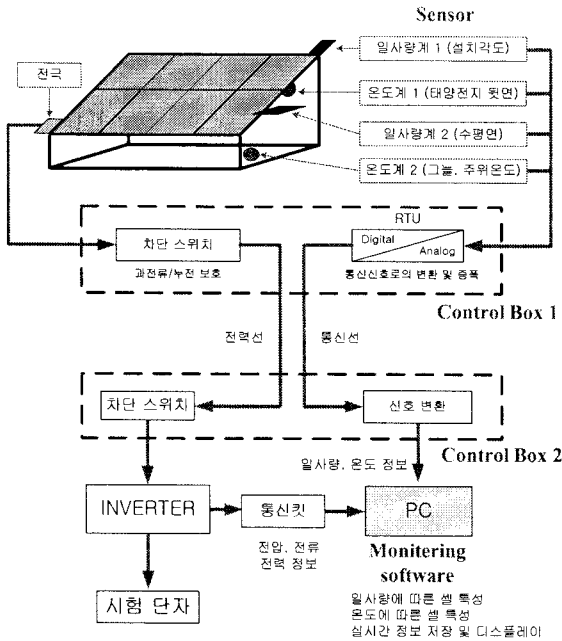 Sensor
일사량계 1 (설치각도)
전극
온도계 1 (태양전지 뒷면)
일사량계 2 (수평면)
온도계 2 (그늘, 주위온도)
RTU
차단 스위치
Digital
Analog
과전류/누전 보호
통신신호로의 변환 및 증폭
Control Box 1
전력선
통신선
차단 스위치
신호 변환
Control Box 2
일사량, 온도 정보
INVERTER
통신킷
PC
전압, 전류
전력 정보
Monitering
software
시험 단자
일사량에 따른 셀 특성
온도에 따른 셀 특성
실시간 정보 저장 및 디스플레이